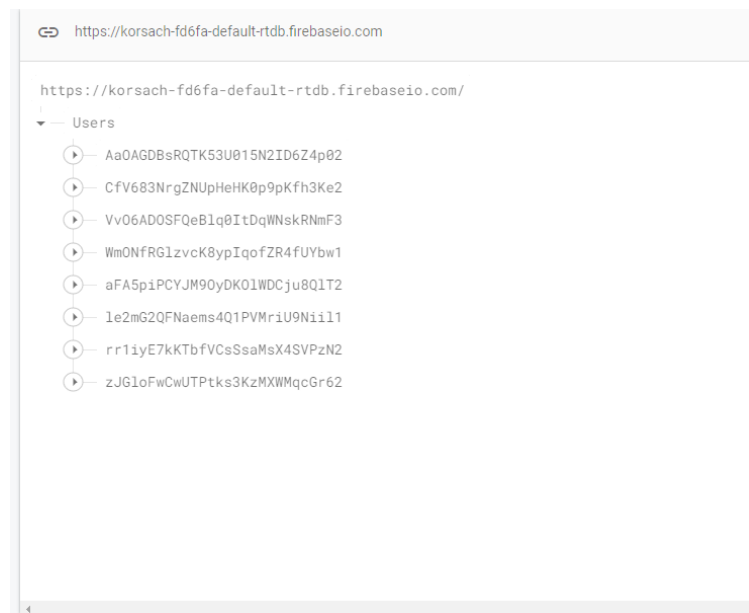 https://korsach-fd6fa-default-rtdb.firebaseio.com
https://korsach-fd6fa-default-rtdb.firebaseio.com/
Users
AaOAGDBsRQTK53U015N2ID6Z4p02
CfV683NrgZNUpHeHK0p9pKfh3Ke2
VvO6ADOSFQeBlq0ItDqWNskRNmF3
WmONfRGlzvcK8ypIqofZR4fUYbw1
aFA5piPCYJM9OyDKOlWDCju8QlT2
le2mG2QFNaems4Q1PVMriU9Niil1
rr1iyE7kKTbfVCsSsaMsX4SVPzN2
zJGloFwCwUTPtks3KzMXWMqcGr62